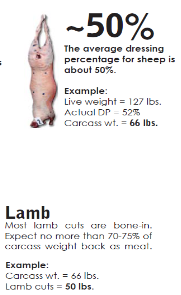 ~50%
The average dressing
percentage for sheep is
about 50%.
Example:
Live weight = 127 lbs.
Actual DP = 52%
Carcass wt. = 66 lbs.
Lamb
Most lamb cuts are bone-in.
Expect no more than 70-75% of
carcass weight back as meat.
Example:
Carcass wt. = 66 lbs.
Lamb cuts = 50 lbs.